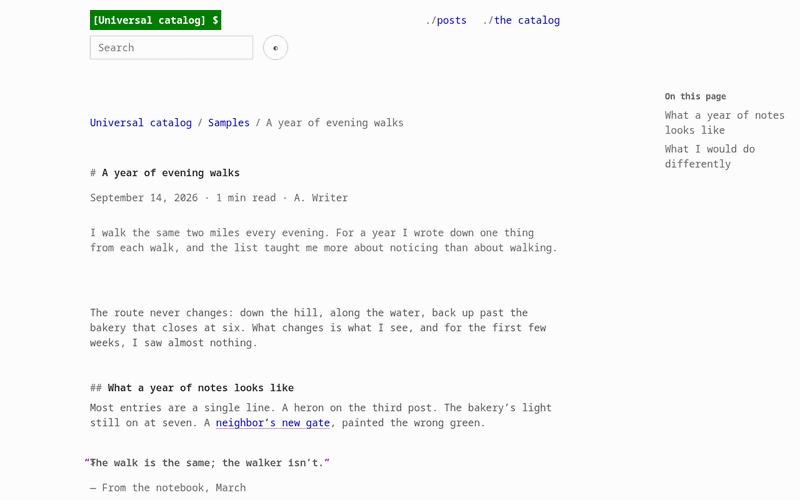 [Universal catalog] $
./posts ./the catalog
Search
On this page
What a year of notes
looks like
What I would do
differently
Universal catalog / Samples / A year of evening walks
# A year of evening walks
September 14, 2026 · 1 min read · A. Writer
I walk the same two miles every evening. For a year I wrote down one thing
from each walk, and the list taught me more about noticing than about walking.
The route never changes: down the hill, along the water, back up past the
bakery that closes at six. What changes is what I see, and for the first few
weeks, I saw almost nothing.
## What a year of notes looks like
Most entries are a single line. A heron on the third post. The bakery’s light
still on at seven. A neighbor’s new gate, painted the wrong green.
“The walk is the same; the walker isn’t.”
— From the notebook, March